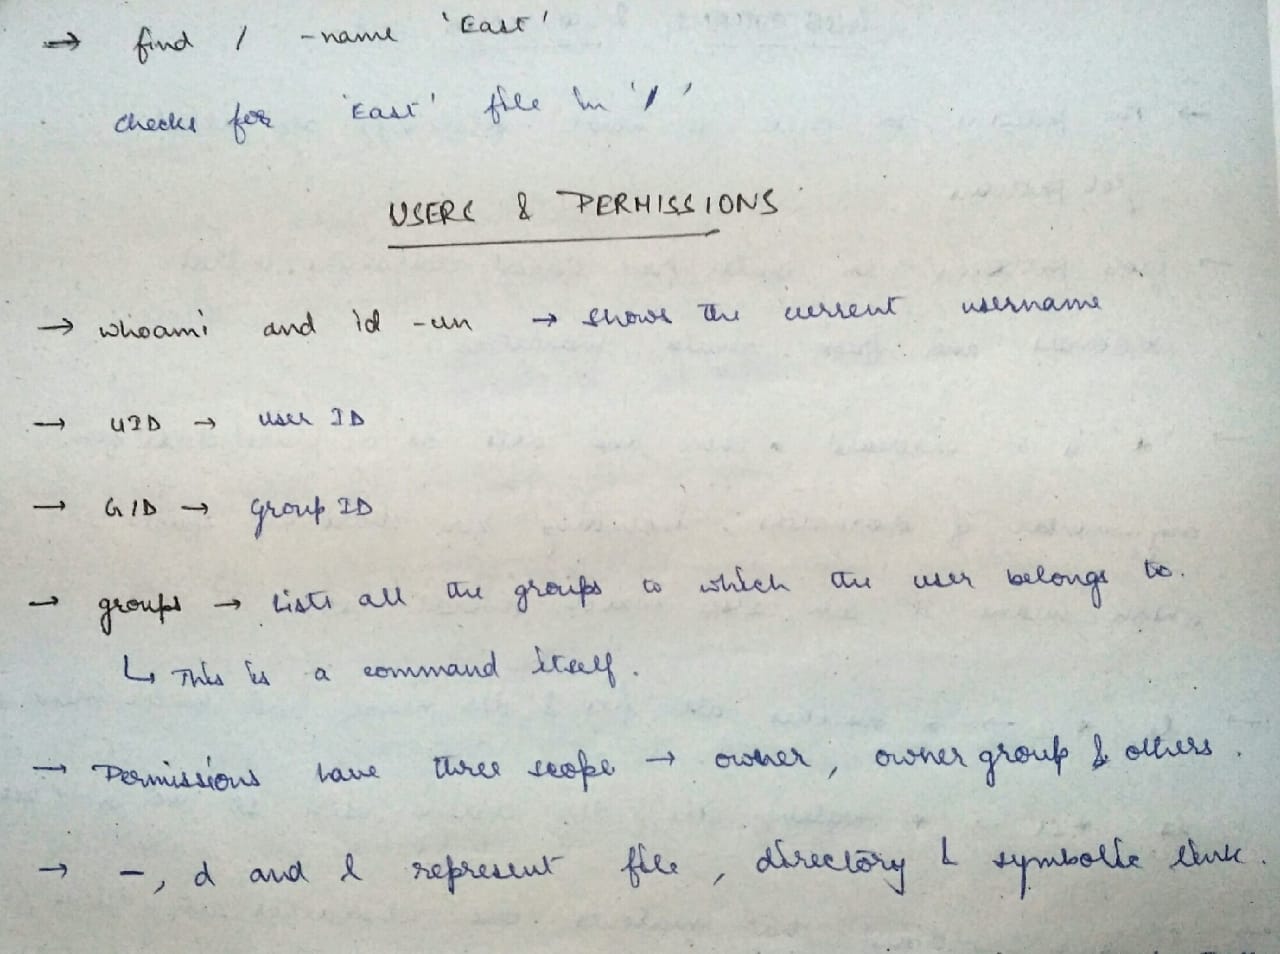 → find / -name 'East'
checks for 'East' file in '/'
USERS & PERMISSIONS
→ whoami and id -un → shows the current username
→ UID → user ID
→ GID → group ID
→ groups → Lists all the groups to which the user belongs to.
↳ This is a command itself.
→ Permissions have three scope → owner, owner group & others.
→ -, d and l represent file, directory & symbolic link.